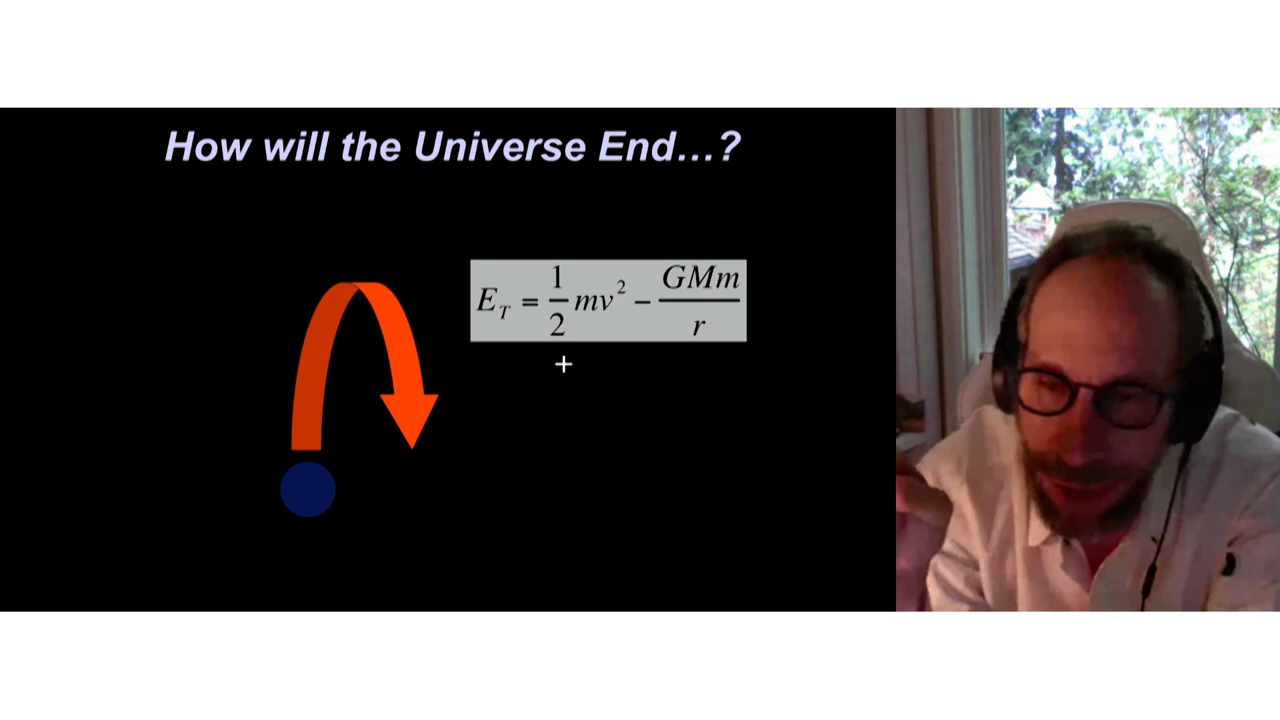 How will the Universe End...?
E_T = 1/2 mv^2 − GMm/r
+